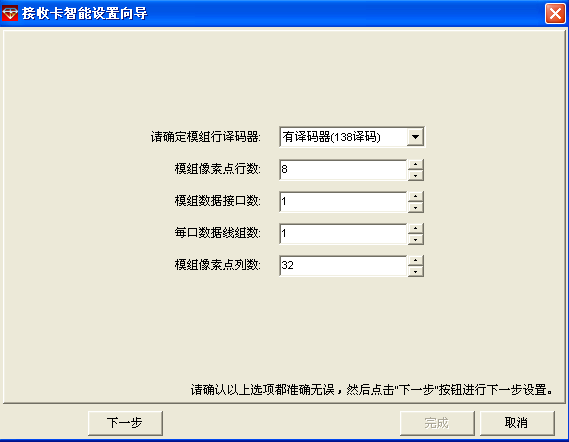 接收卡智能设置向导
请确定模组行译码器: 有译码器(138译码)
模组像素点行数: 8
模组数据接口数: 1
每口数据线组数: 1
模组像素点列数: 32
请确认以上选项都准确无误，然后点击"下一步"按钮进行下一步设置。
下一步 完成 取消